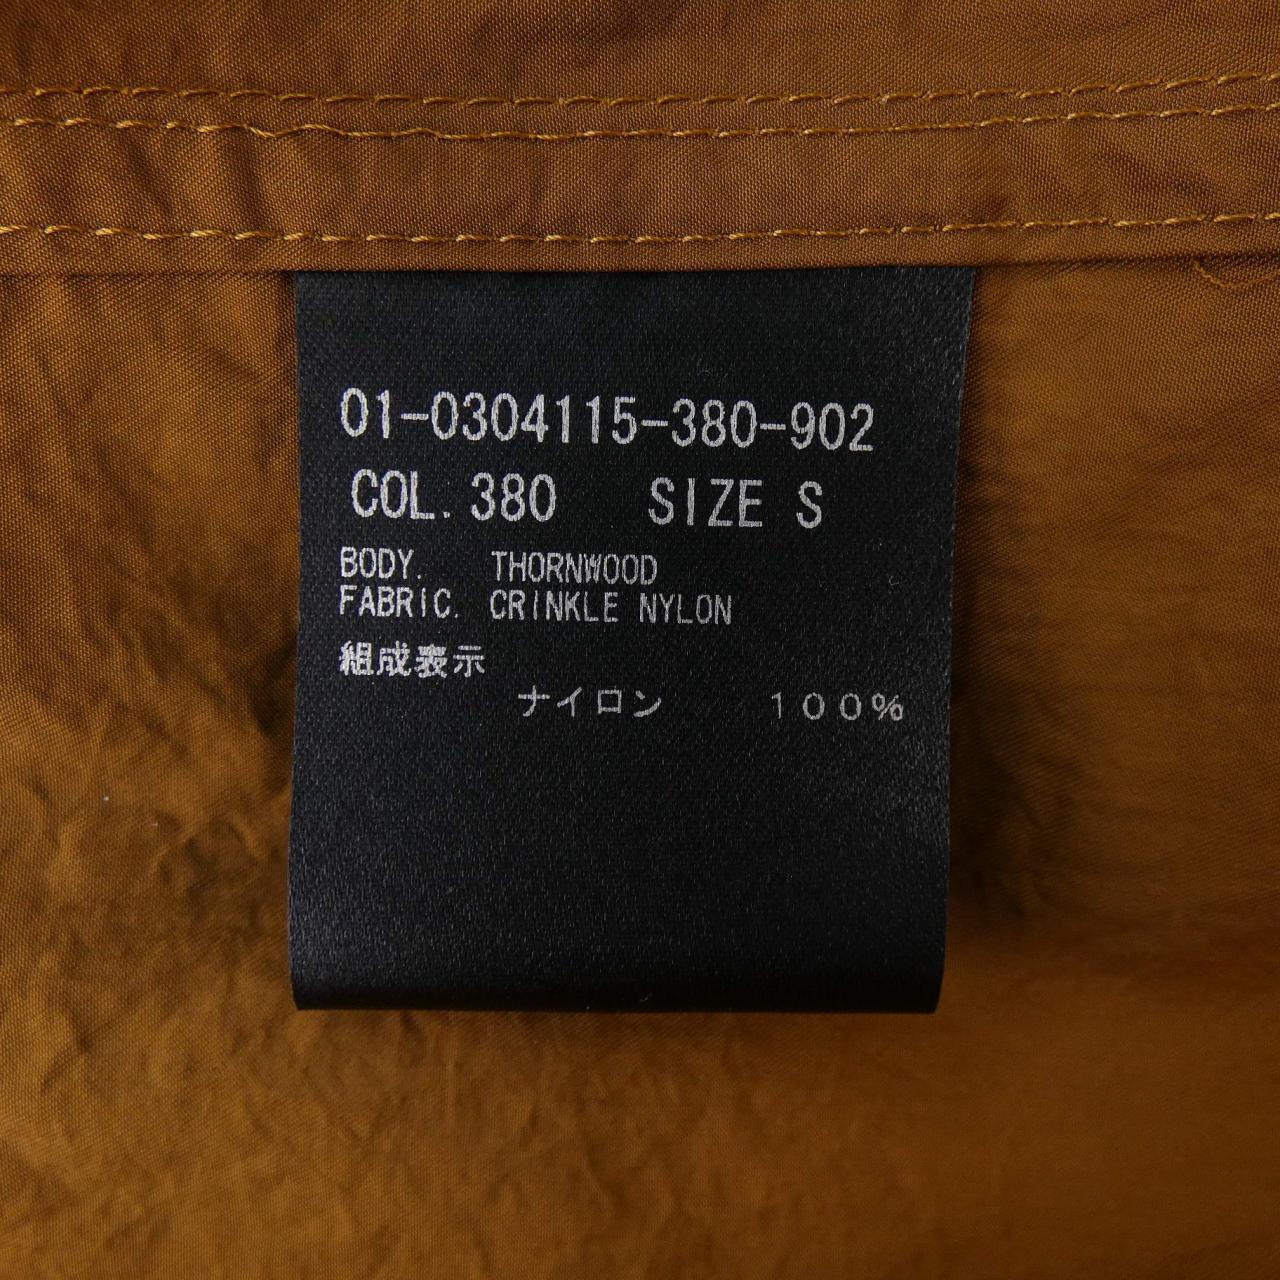 01-0304115-380-902
COL. 380 SIZE S
BODY. THORNWOOD
FABRIC. CRINKLE NYLON
組成表示
ナイロン 100%